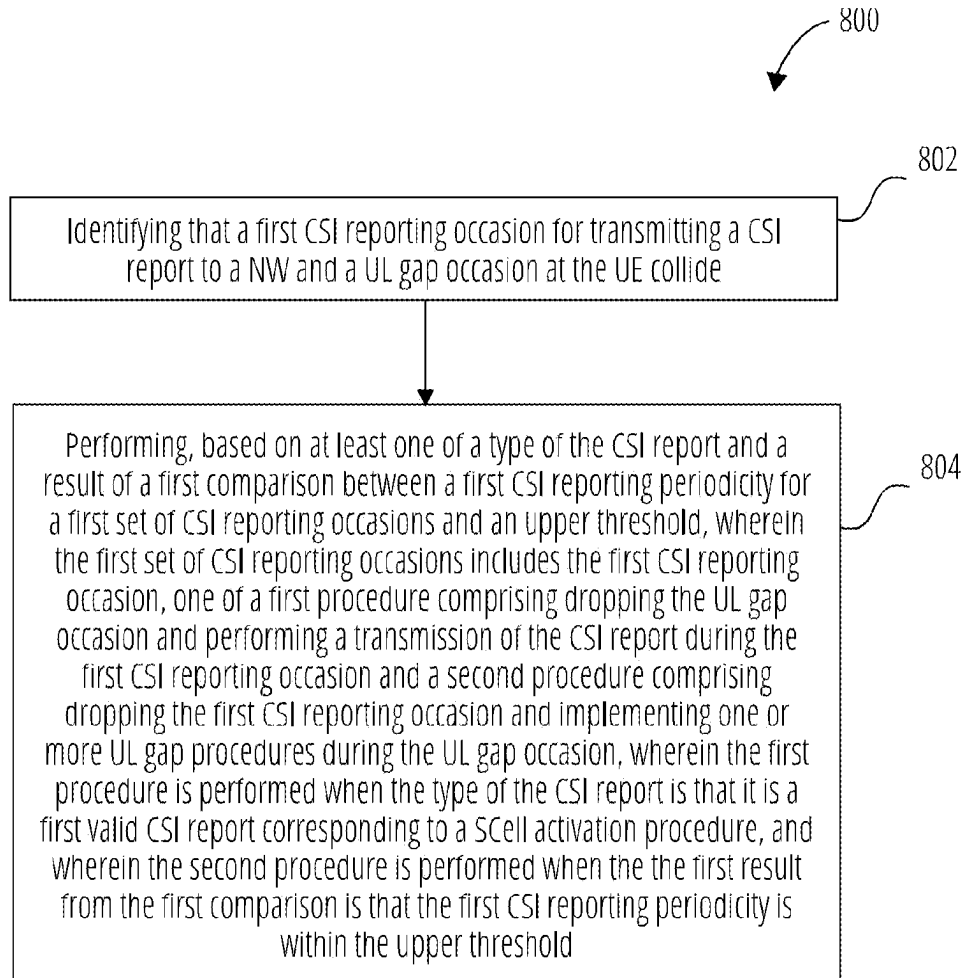 800
802
Identifying that a first CSI reporting occasion for transmitting a CSI
report to a NW and a UL gap occasion at the UE collide
804
Performing, based on at least one of a type of the CSI report and a
result of a first comparison between a first CSI reporting periodicity for
a first set of CSI reporting occasions and an upper threshold, wherein
the first set of CSI reporting occasions includes the first CSI reporting
occasion, one of a first procedure comprising dropping the UL gap
occasion and performing a transmission of the CSI report during the
first CSI reporting occasion and a second procedure comprising
dropping the first CSI reporting occasion and implementing one or
more UL gap procedures during the UL gap occasion, wherein the first
procedure is performed when the type of the CSI report is that it is a
first valid CSI report corresponding to a SCell activation procedure, and
wherein the second procedure is performed when the the first result
from the first comparison is that the first CSI reporting periodicity is
within the upper threshold